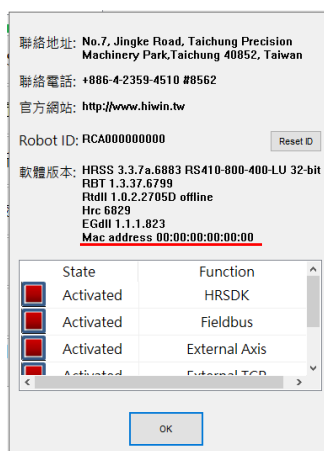 聯絡地址: No.7, Jingke Road, Taichung Precision
Machinery Park,Taichung 40852, Taiwan
聯絡電話: +886-4-2359-4510 #8562
官方網站: http://www.hiwin.tw
Robot ID: RCA000000000 Reset ID
軟體版本: HRSS 3.3.7a.6883 RS410-800-400-LU 32-bit
RBT 1.3.37.6799
Rtdll 1.0.2.2705D offline
Hrc 6829
EGdll 1.1.1.823
Mac address 00:00:00:00:00:00
State Function
Activated HRSDK
Activated Fieldbus
Activated External Axis
Activated External TCP
OK